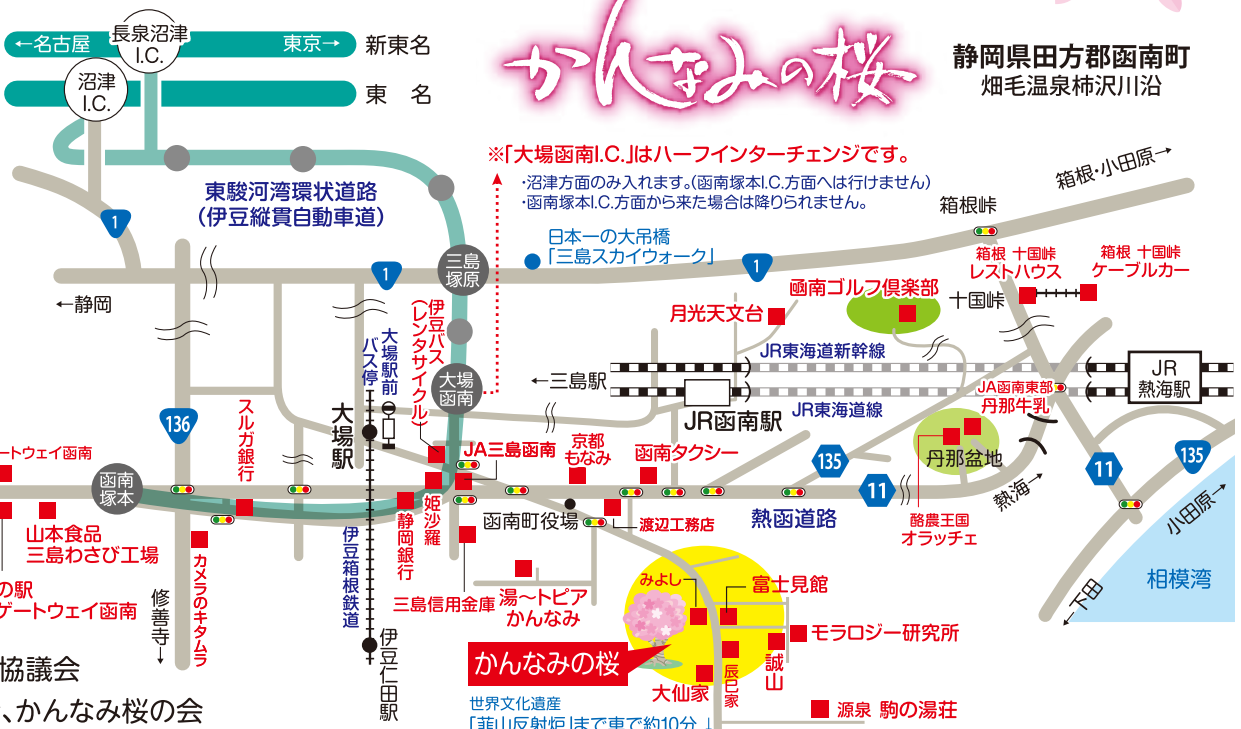 ←名古屋
長泉沼津
I.C.
東京→
新東名
沼津
I.C.
東 名
かんなみの桜
静岡県田方郡函南町
畑毛温泉柿沢川沿
※「大場函南I.C.」はハーフインターチェンジです。
・沼津方面のみ入れます。(函南塚本I.C.方面へは行けません)
・函南塚本I.C.方面から来た場合は降りられません。
東駿河湾環状道路
(伊豆縦貫自動車道)
1
1
1
←静岡
三島
塚原
日本一の大吊橋
「三島スカイウォーク」
箱根・小田原→
箱根峠
箱根 十国峠
レストハウス
箱根 十国峠
ケーブルカー
十国峠
函南ゴルフ倶楽部
月光天文台
伊豆バス
(レンタサイクル)
大場駅前
バス停
大場
函南
大場駅
←三島駅
JR東海道新幹線
JR函南駅
JR東海道線
JR
熱海駅
JA函南東部
丹那牛乳
丹那盆地
136
スルガ銀行
ートウェイ函南
函南
塚本
JA三島函南
京都
もなみ
函南タクシー
135
11
11
135
熱海→
小田原→
相模湾
←下田
酪農王国
オラッチェ
熱函道路
函南町役場
渡辺工務店
姫沙羅
静岡銀行
山本食品
三島わさび工場
の駅
ゲートウェイ函南
カメラのキタムラ
修善寺→
伊豆箱根鉄道
三島信用金庫
湯〜トピア
かんなみ
伊豆仁田駅
みよし
富士見館
モラロジー研究所
誠山
辰巳家
大仙家
かんなみの桜
源泉 駒の湯荘
世界文化遺産
「韮山反射炉」まで車で約10分 ↓
協議会
、かんなみ桜の会